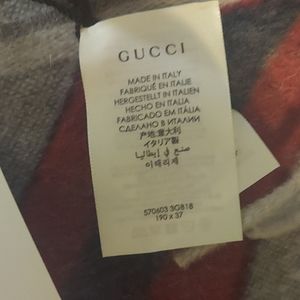 GUCCI
MADE IN ITALY
FABRIQUÉ EN ITALIE
HERGESTELLT IN ITALIEN
HECHO EN ITALIA
FABRICADO EM ITÁLIA
СДЕЛАНО В ИТАЛИИ
产地:意大利
イタリア製
صنع في إيطاليا
이태리제
570603 3G818
190 x 37